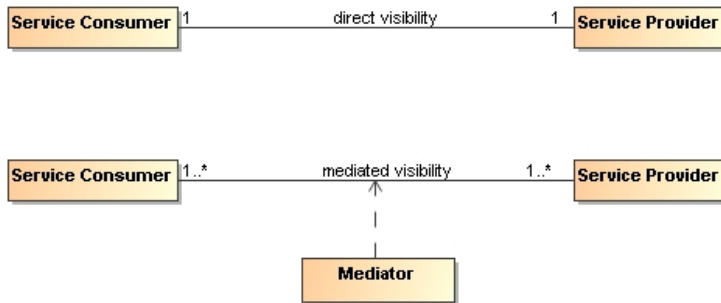 Service Consumer 1 direct visibility 1 Service Provider
Service Consumer 1..* mediated visibility 1..* Service Provider
Mediator